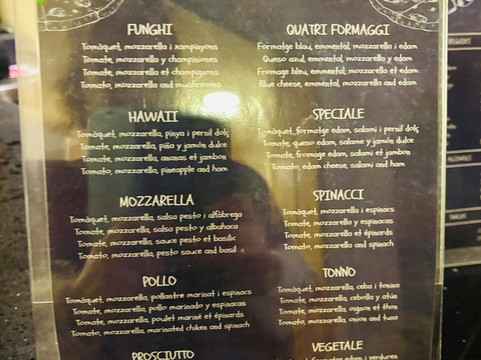 FUNGHI
Tomàquet, mozzarella i xampinyons
Tomate, mozzarella y champiñones
Tomate, mozzarella et champignons
Tomato, mozzarella and mushrooms
HAWAII
Tomàquet, mozzarella, pinya i pernil dolç
Tomate, mozzarella, piña y jamón dulce
Tomate, mozzarella, ananas et jambon
Tomato, mozzarella, pineapple and ham
MOZZARELLA
Tomàquet, mozzarella, salsa pesto i alfàbrega
Tomate, mozzarella, salsa pesto y albahaca
Tomate, mozzarella, sauce pesto et basilic
Tomato, mozzarella, pesto sauce and basil
POLLO
Tomàquet, mozzarella, pollastre marinat i espinacs
Tomate, mozzarella, pollo marinado y espinacas
Tomate, mozzarella, poulet mariné et épinards
Tomato, mozzarella, marinated chiken and spinach
PROSCIUTTO
QUATRI FORMAGGI
Formatge blau, emmental, mozzarella i edam
Queso azul, emmental, mozzarella y edam
Fromage bleu, emmental, mozzarella et edam
Blue cheese, emmental, mozzarella and edam
SPECIALE
Tomàquet, formatge edam, salami i pernil dolç
Tomate, queso edam, salame y jamón dulce
Tomate, fromage edam, salami et jambon
Tomato, edam cheese, salami and ham
SPINACCI
Tomàquet, mozzarella i espinacs
Tomate, mozzarella y espinacas
Tomate, mozzarella et épinards
Tomato, mozzarella and spinach
TONNO
Tomàquet, mozzarella, ceba i tonina
Tomate, mozzarella, cebolla y atún
Tomate, mozzarella, oignon et thon
Tomato, mozzarella, onion and tuna
VEGETALE
formatge edam i verdures